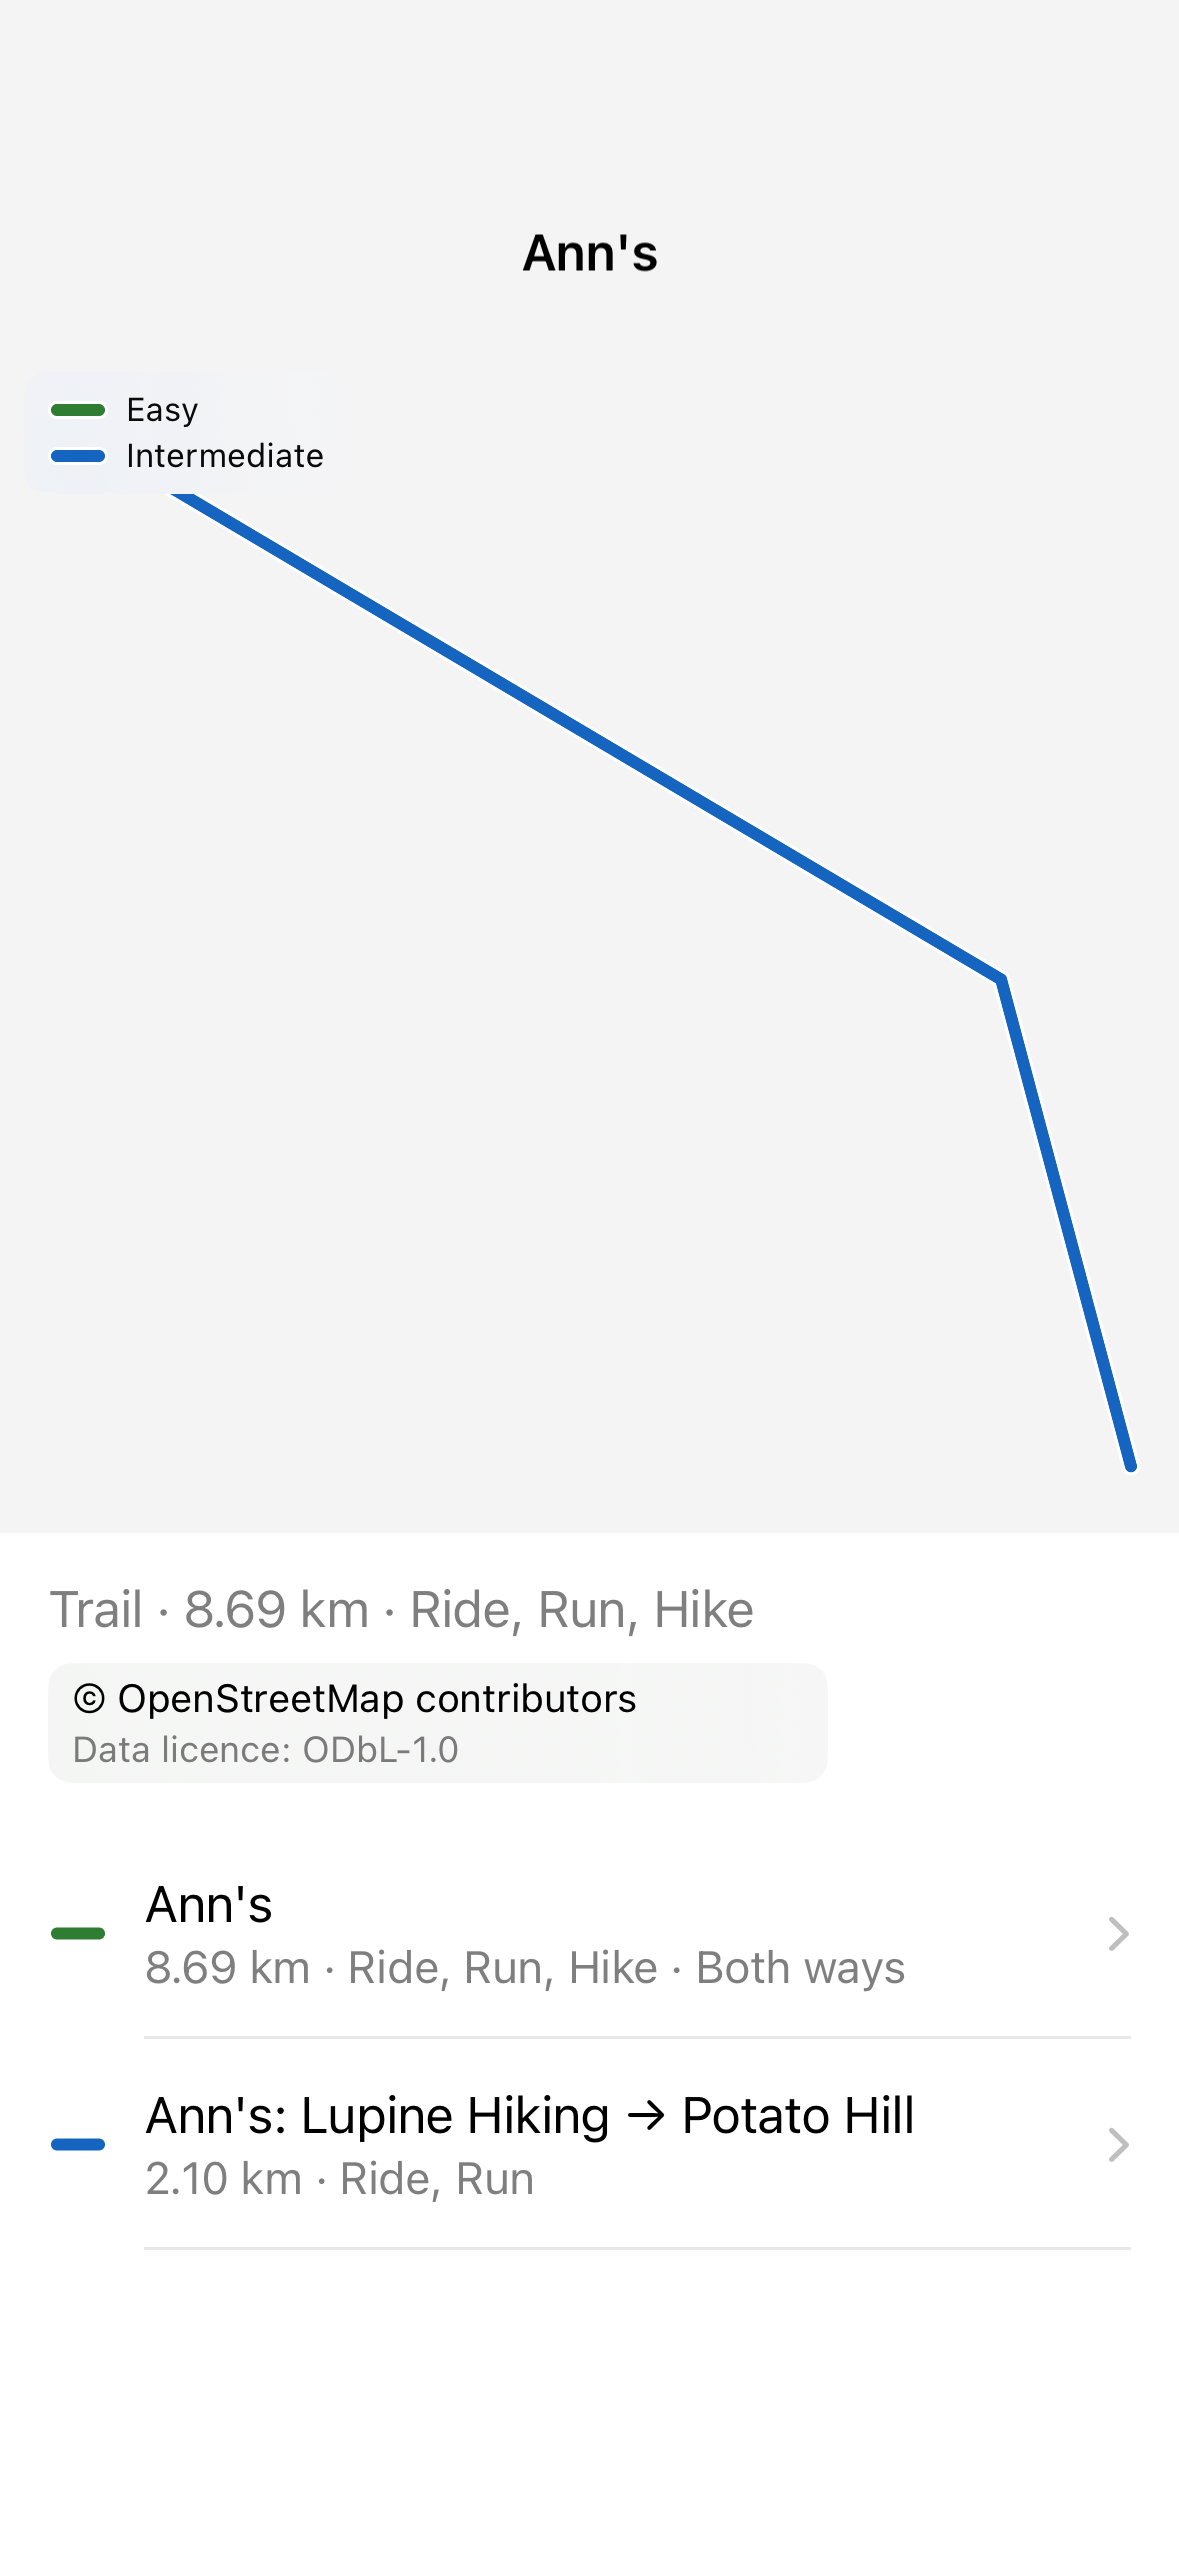 Ann's
Easy
Intermediate
Trail · 8.69 km · Ride, Run, Hike
© OpenStreetMap contributors
Data licence: ODbL-1.0
Ann's
8.69 km · Ride, Run, Hike · Both ways
Ann's: Lupine Hiking → Potato Hill
2.10 km · Ride, Run